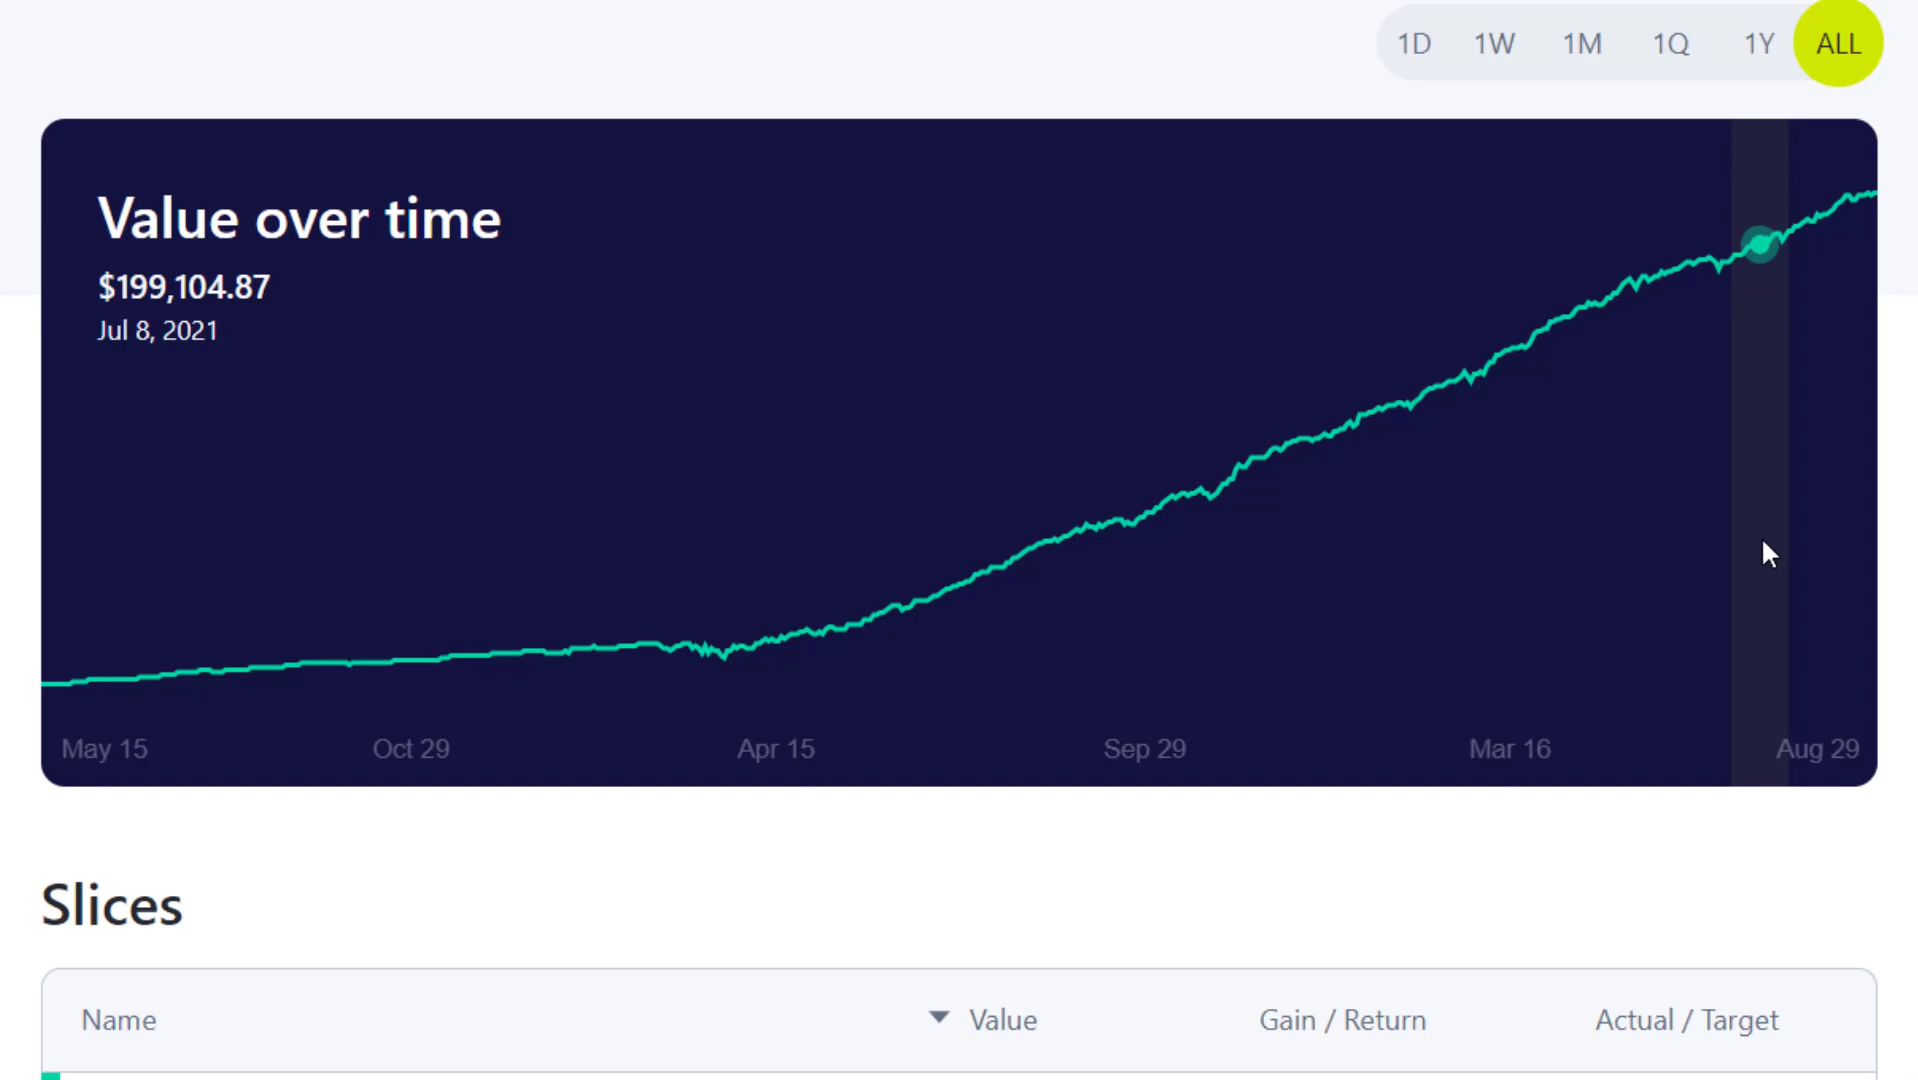 1D 1W 1M 1Q 1Y ALL
Value over time
$199,104.87
Jul 8, 2021
May 15 Oct 29 Apr 15 Sep 29 Mar 16 Aug 29
Slices
Name Value Gain / Return Actual / Target